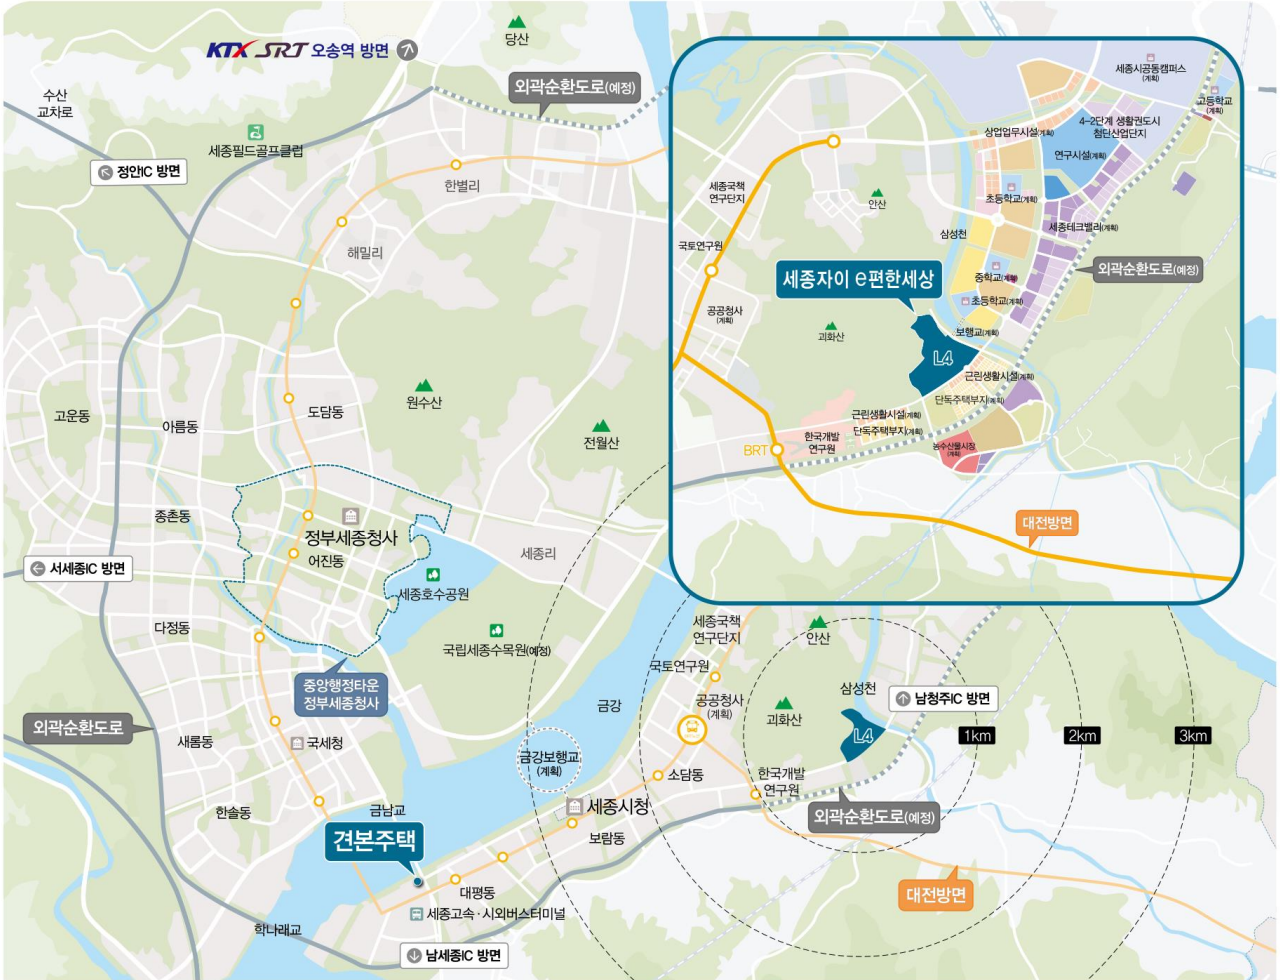 KTX SRT 오송역 방면
당산
수산
교차로
외곽순환도로(예정)
세종필드골프클럽
정안IC 방면
한별리
해밀리
원수산
도담동
고운동
아름동
전월산
종촌동
정부세종청사
어진동
세종리
서세종IC 방면
세종호수공원
다정동
국립세종수목원(예정)
중앙행정타운
정부세종청사
외곽순환도로
새롬동
국세청
금강
금강보행교
(계획)
한솔동
금남교
견본주택
세종시청
보람동
대평동
세종고속·시외버스터미널
학나래교
남세종IC 방면
세종국책
연구단지
국토연구원
공공청사
(계획)
소담동
안산
괴화산
삼성천
L4
남청주IC 방면
1km
2km
3km
한국개발
연구원
외곽순환도로(예정)
대전방면
세종시공동캠퍼스
(계획)
고등학교
(계획)
상업업무시설(계획)
4-2단계 생활권도시
첨단산업단지
연구시설(계획)
세종국책
연구단지
안산
초등학교(계획)
삼성천
세종테크밸리(계획)
국토연구원
외곽순환도로(예정)
세종자이 e편한세상
중학교(계획)
초등학교(계획)
공공청사
(계획)
괴화산
보행교(계획)
L4
근린생활시설(계획)
단독주택부지(계획)
근린생활시설(계획)
단독주택부지(계획)
한국개발
연구원
농수산물시장
(계획)
BRT
대전방면